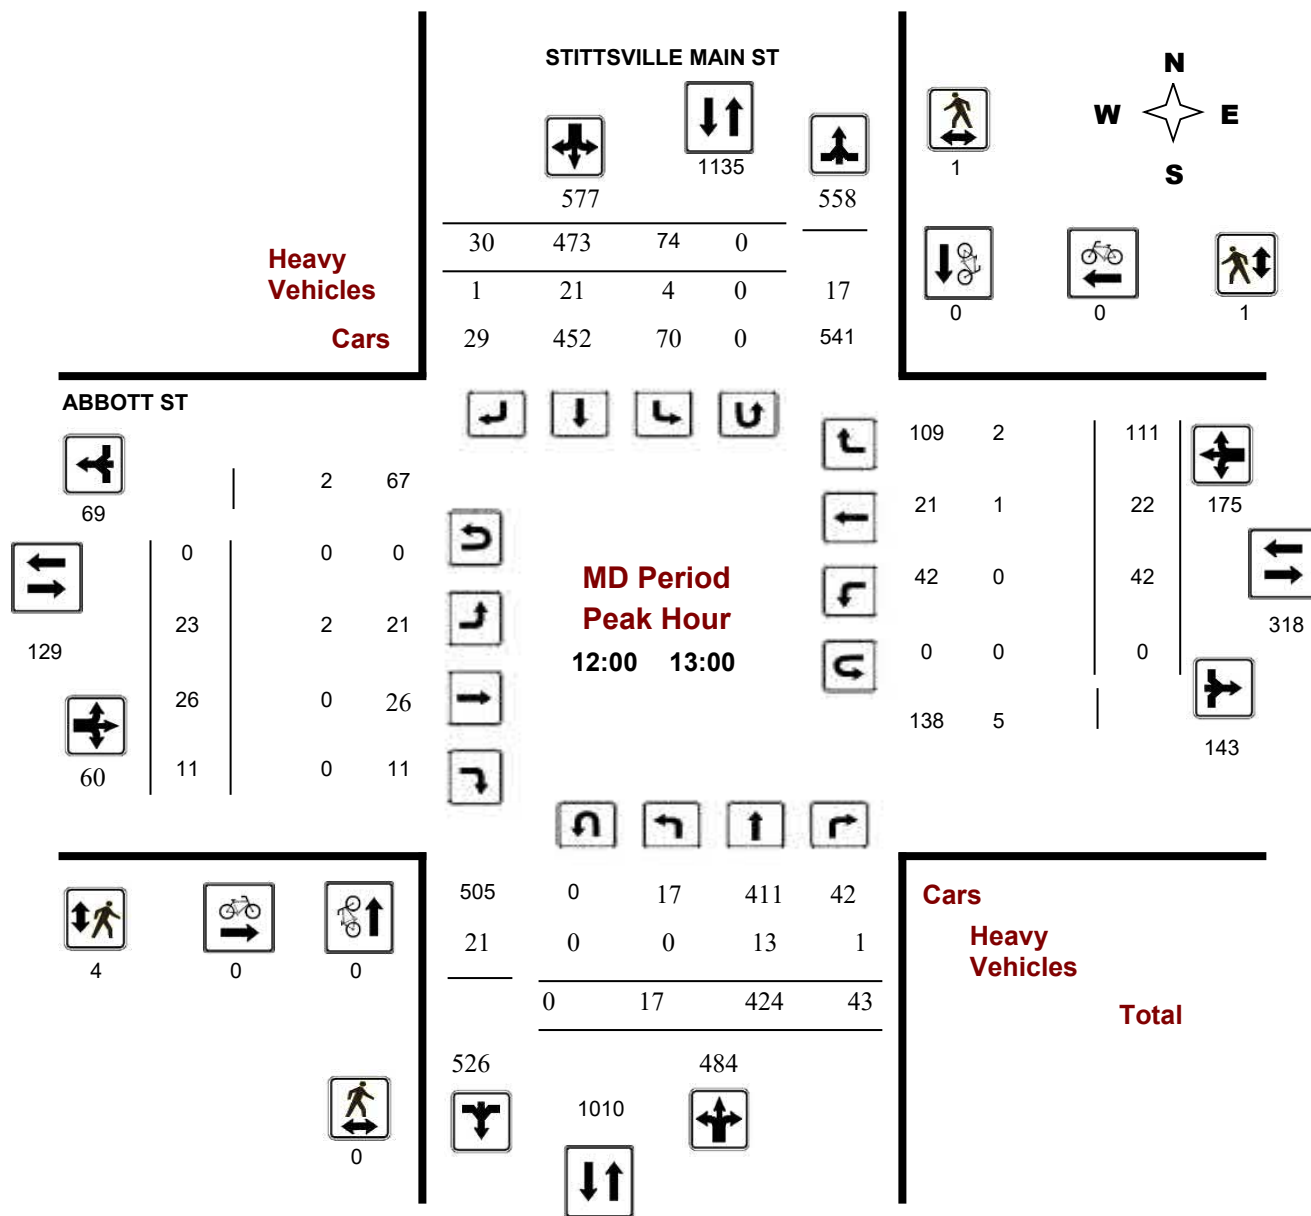 STITTSVILLE MAIN ST
N
W E
S
1135
1
577 558
30 473 74 0
Heavy
Vehicles
1 21 4 0 17
0 0 1
Cars
29 452 70 0 541
ABBOTT ST
109 2 111
2 67
69
21 1 22 175
0 0 0
MD Period
42 0 42
Peak Hour
23 2 21
318
129
12:00 13:00
0 0 0
26 0 26
138 5
143
60
11 0 11
505 0 17 411 42
Cars
21 0 0 13 1
Heavy
Vehicles
4 0 0
0 17 424 43
Total
526 484
1010
0